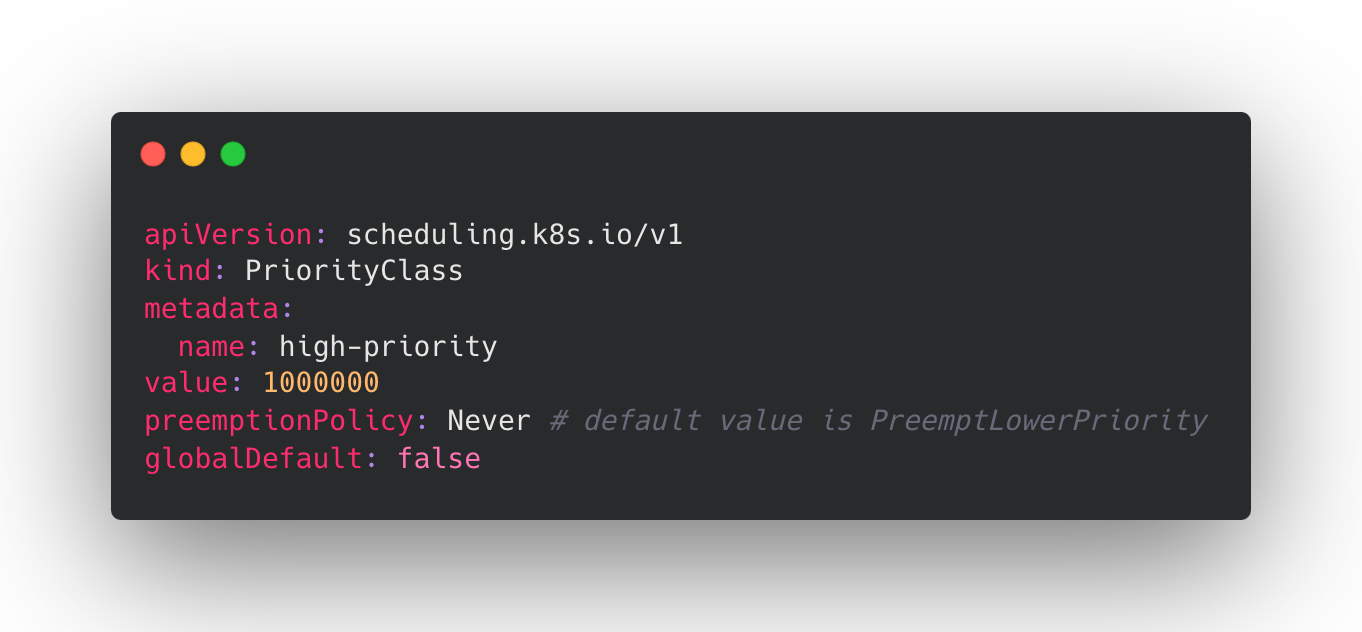 apiVersion: scheduling.k8s.io/v1
kind: PriorityClass
metadata:
  name: high-priority
value: 1000000
preemptionPolicy: Never # default value is PreemptLowerPriority
globalDefault: false